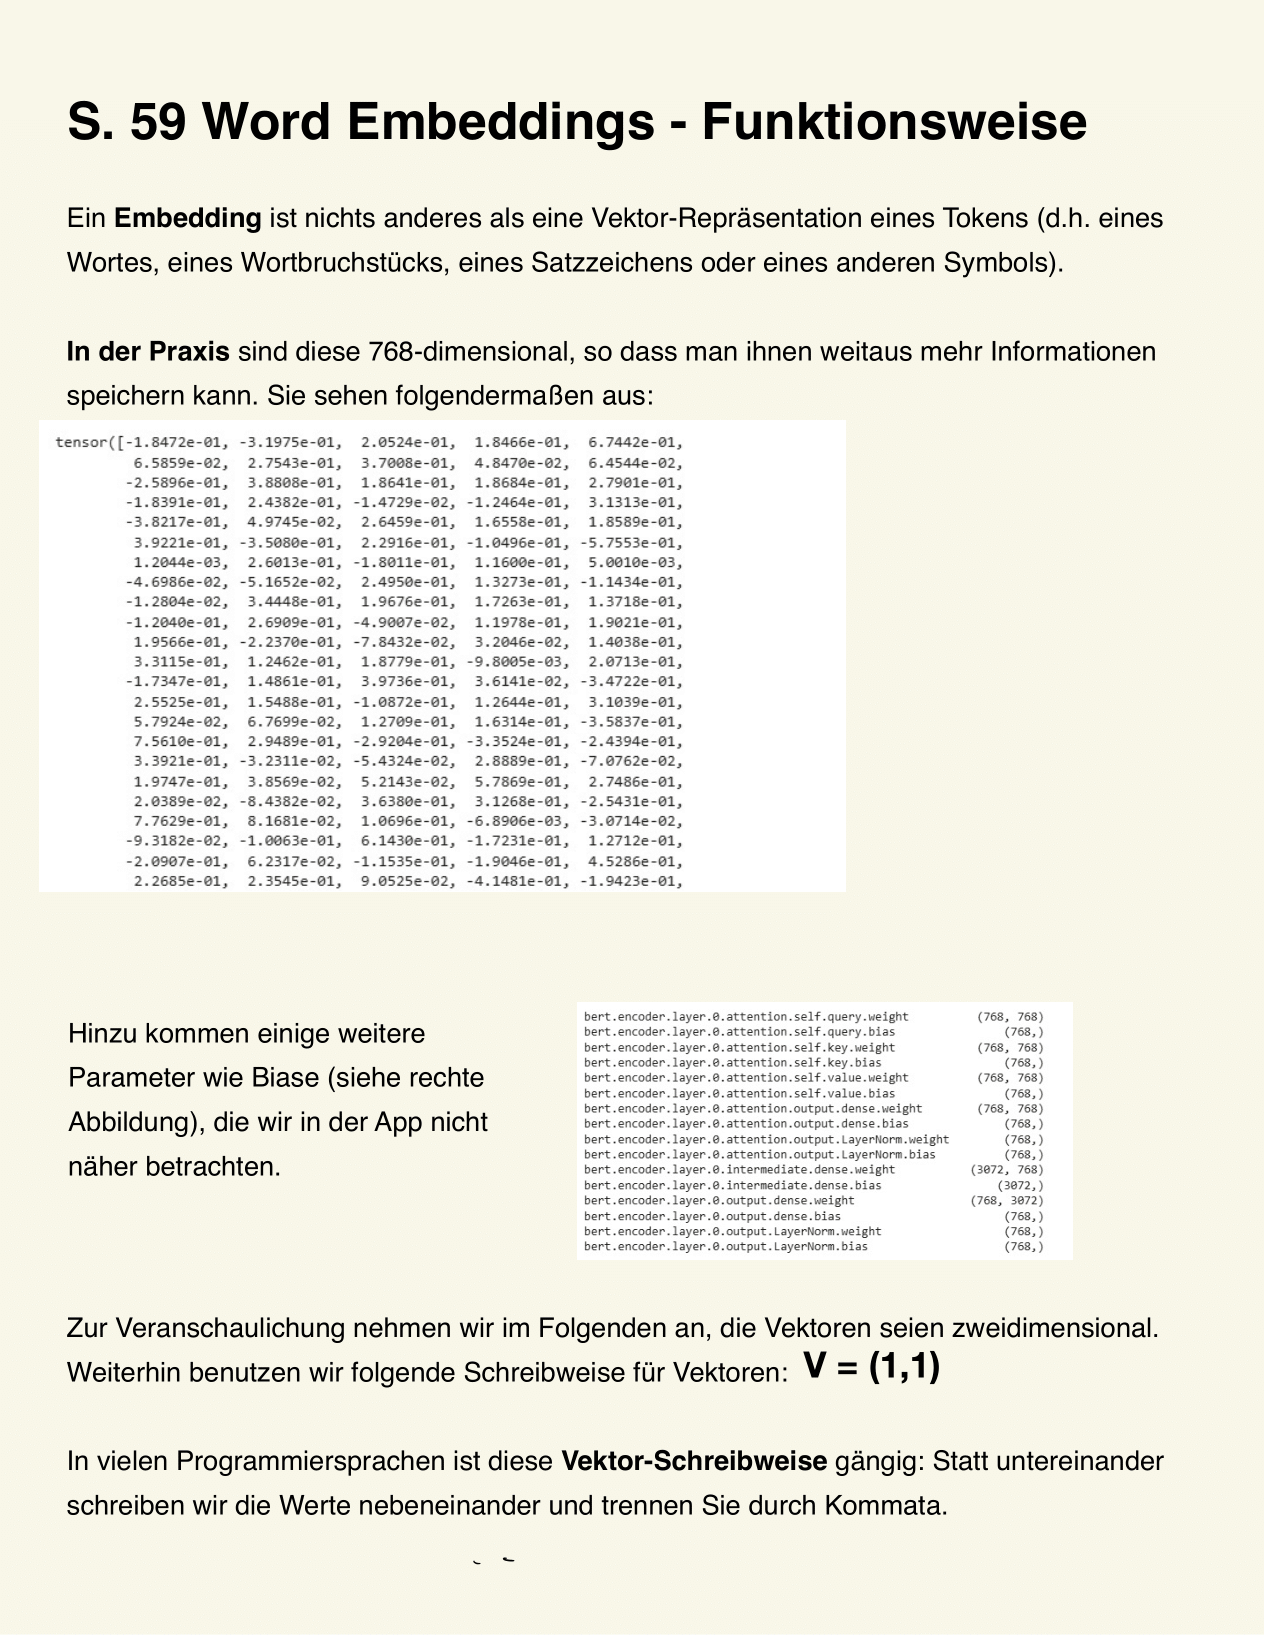 S. 59 Word Embeddings - Funktionsweise
Ein Embedding ist nichts anderes als eine Vektor-Repräsentation eines Tokens (d.h. eines
Wortes, eines Wortbruchstücks, eines Satzzeichens oder eines anderen Symbols).
In der Praxis sind diese 768-dimensional, so dass man ihnen weitaus mehr Informationen
speichern kann. Sie sehen folgendermaßen aus:
tensor([-1.8472e-01, -3.1975e-01, 2.0524e-01, 1.8466e-01, 6.7442e-01,
6.5859e-02, 2.7543e-01, 3.7008e-01, 4.8470e-02, 6.4544e-02,
-2.5896e-01, 3.8808e-01, 1.8641e-01, 1.8684e-01, 2.7901e-01,
-1.8391e-01, 2.4382e-01, -1.4729e-02, -1.2464e-01, 3.1313e-01,
-3.8217e-01, 4.9745e-02, 2.6459e-01, 1.6558e-01, 1.8589e-01,
3.9221e-01, -3.5080e-01, 2.2916e-01, -1.0496e-01, -5.7553e-01,
1.2044e-03, 2.6013e-01, -1.8011e-01, 1.1600e-01, 5.0010e-03,
-4.6986e-02, -5.1652e-02, 2.4950e-01, 1.3273e-01, -1.1434e-01,
-1.2804e-02, 3.4448e-01, 1.9676e-01, 1.7263e-01, 1.3718e-01,
-1.2040e-01, 2.6909e-01, -4.9007e-02, 1.1978e-01, 1.9021e-01,
1.9566e-01, -2.2370e-01, -7.8432e-02, 3.2046e-02, 1.4038e-01,
3.3115e-01, 1.2462e-01, 1.8779e-01, -9.8005e-03, 2.0713e-01,
-1.7347e-01, 1.4861e-01, 3.9736e-01, 3.6141e-02, -3.4722e-01,
2.5525e-01, 1.5488e-01, -1.0872e-01, 1.2644e-01, 3.1039e-01,
5.7924e-02, 6.7699e-02, 1.2709e-01, 1.6314e-01, -3.5837e-01,
7.5610e-01, 2.9489e-01, -2.9204e-01, -3.3524e-01, -2.4394e-01,
3.3921e-01, -3.2311e-02, -5.4324e-02, 2.8889e-01, -7.0762e-02,
1.9747e-01, 3.8569e-02, 5.2143e-02, 5.7869e-01, 2.7486e-01,
2.0389e-02, -8.4382e-02, 3.6380e-01, 3.1268e-01, -2.5431e-01,
7.7629e-01, 8.1681e-02, 1.0696e-01, -6.8906e-03, -3.0714e-02,
-9.3182e-02, -1.0063e-01, 6.1430e-01, -1.7231e-01, 1.2712e-01,
-2.0907e-01, 6.2317e-02, -1.1535e-01, -1.9046e-01, 4.5286e-01,
2.2685e-01, 2.3545e-01, 9.0525e-02, -4.1481e-01, -1.9423e-01,
Hinzu kommen einige weitere
Parameter wie Biase (siehe rechte
Abbildung), die wir in der App nicht
näher betrachten.
bert.encoder.layer.0.attention.self.query.weight (768, 768)
bert.encoder.layer.0.attention.self.query.bias (768,)
bert.encoder.layer.0.attention.self.key.weight (768, 768)
bert.encoder.layer.0.attention.self.key.bias (768,)
bert.encoder.layer.0.attention.self.value.weight (768, 768)
bert.encoder.layer.0.attention.self.value.bias (768,)
bert.encoder.layer.0.attention.output.dense.weight (768, 768)
bert.encoder.layer.0.attention.output.dense.bias (768,)
bert.encoder.layer.0.attention.output.LayerNorm.weight (768,)
bert.encoder.layer.0.attention.output.LayerNorm.bias (768,)
bert.encoder.layer.0.intermediate.dense.weight (3072, 768)
bert.encoder.layer.0.intermediate.dense.bias (3072,)
bert.encoder.layer.0.output.dense.weight (768, 3072)
bert.encoder.layer.0.output.dense.bias (768,)
bert.encoder.layer.0.output.LayerNorm.weight (768,)
bert.encoder.layer.0.output.LayerNorm.bias (768,)
Zur Veranschaulichung nehmen wir im Folgenden an, die Vektoren seien zweidimensional.
Weiterhin benutzen wir folgende Schreibweise für Vektoren: V = (1,1)
In vielen Programmiersprachen ist diese Vektor-Schreibweise gängig: Statt untereinander
schreiben wir die Werte nebeneinander und trennen Sie durch Kommata.